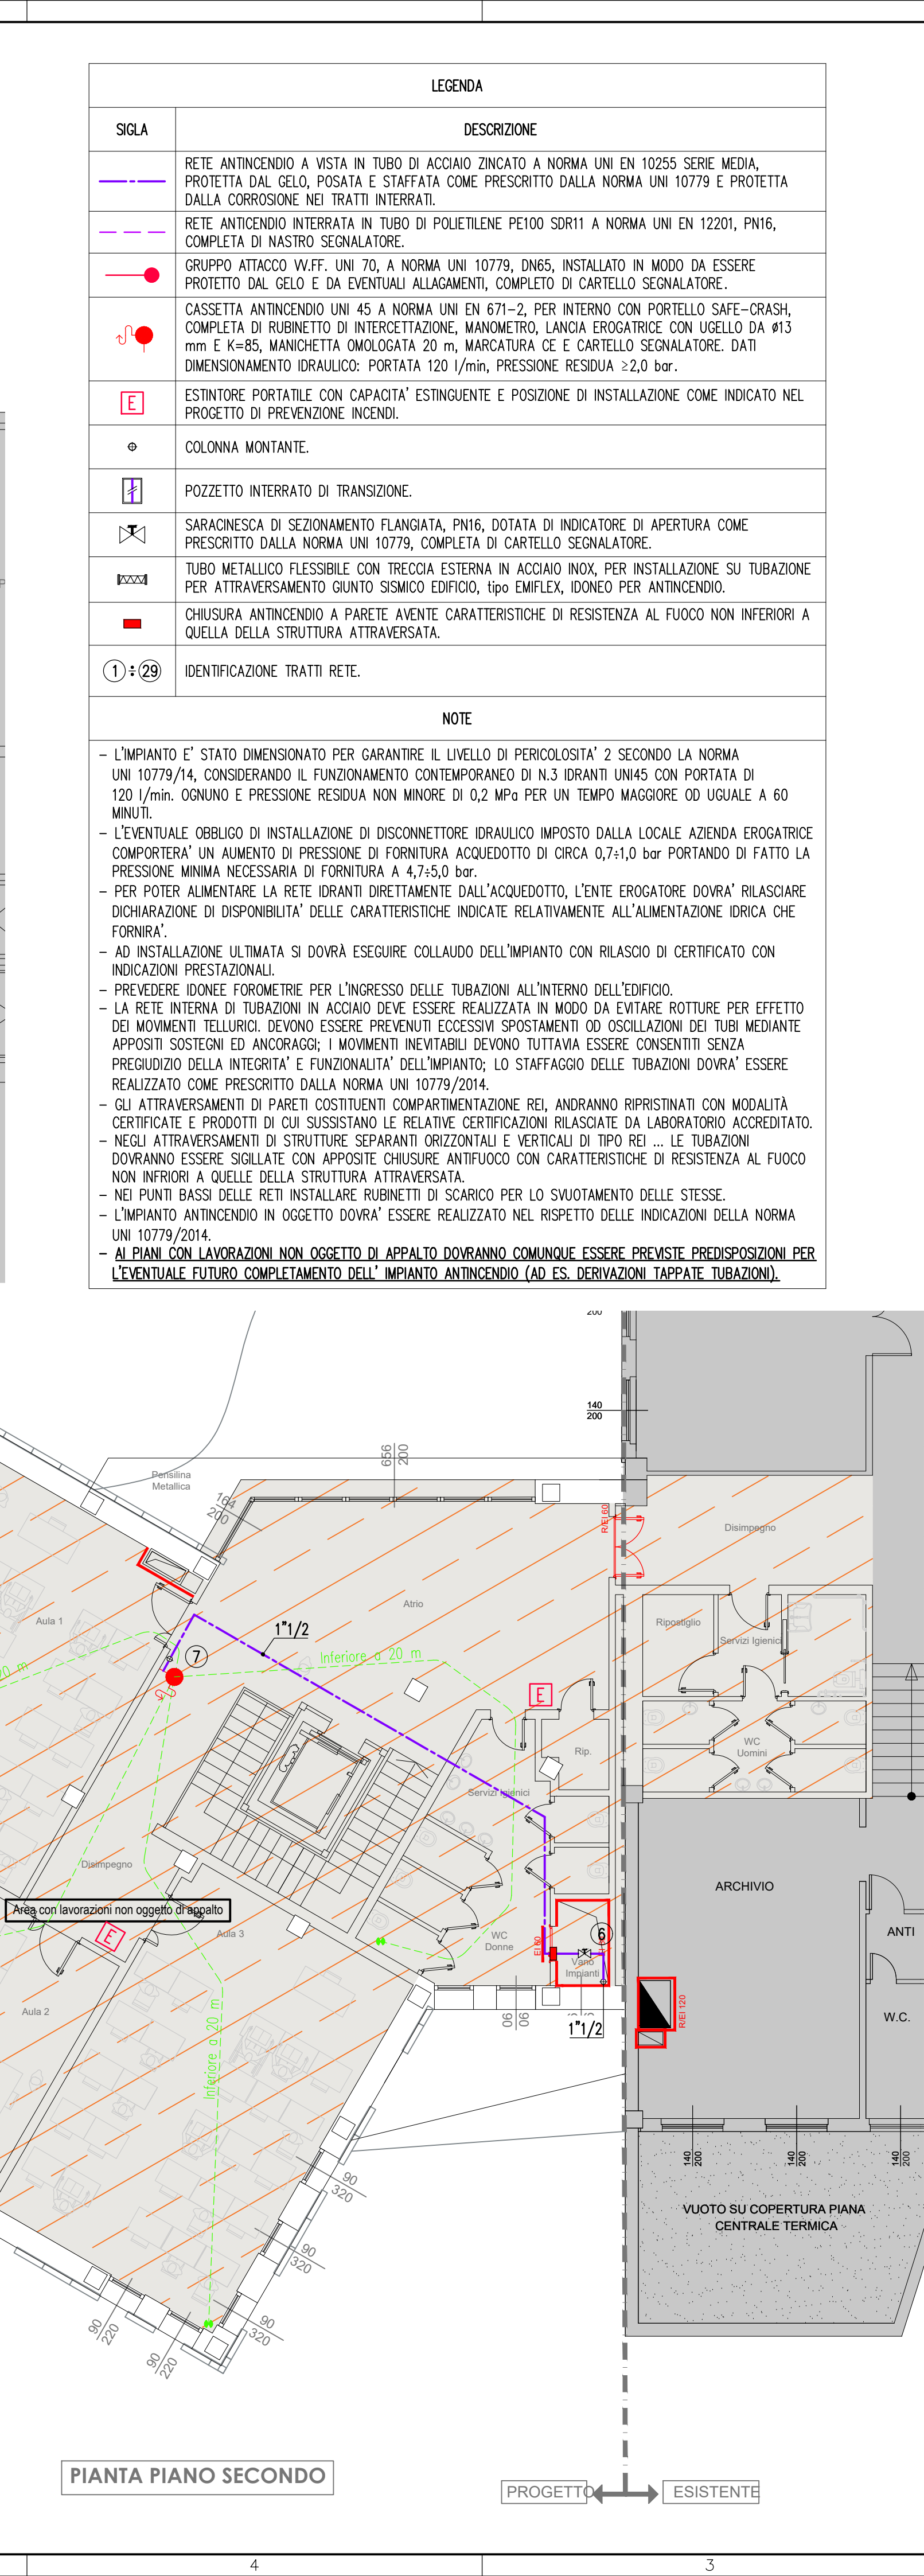 LEGENDA
SIGLA
DESCRIZIONE
RETE ANTINCENDIO A VISTA IN TUBO DI ACCIAIO ZINCATO A NORMA UNI EN 10255 SERIE MEDIA,
PROTETTA DAL GELO, POSATA E STAFFATA COME PRESCRITTO DALLA NORMA UNI 10779 E PROTETTA
DALLA CORROSIONE NEI TRATTI INTERRATI.
RETE ANTICENDIO INTERRATA IN TUBO DI POLIETILENE PE100 SDR11 A NORMA UNI EN 12201, PN16,
COMPLETA DI NASTRO SEGNALATORE.
GRUPPO ATTACCO VV.FF. UNI 70, A NORMA UNI 10779, DN65, INSTALLATO IN MODO DA ESSERE
PROTETTO DAL GELO E DA EVENTUALI ALLAGAMENTI, COMPLETO DI CARTELLO SEGNALATORE.
CASSETTA ANTINCENDIO UNI 45 A NORMA UNI EN 671-2, PER INTERNO CON PORTELLO SAFE-CRASH,
COMPLETA DI RUBINETTO DI INTERCETTAZIONE, MANOMETRO, LANCIA EROGATRICE CON UGELLO DA ø13
mm E K=85, MANICHETTA OMOLOGATA 20 m, MARCATURA CE E CARTELLO SEGNALATORE. DATI
DIMENSIONAMENTO IDRAULICO: PORTATA 120 l/min, PRESSIONE RESIDUA ≥2,0 bar.
E
ESTINTORE PORTATILE CON CAPACITA' ESTINGUENTE E POSIZIONE DI INSTALLAZIONE COME INDICATO NEL
PROGETTO DI PREVENZIONE INCENDI.
COLONNA MONTANTE.
POZZETTO INTERRATO DI TRANSIZIONE.
SARACINESCA DI SEZIONAMENTO FLANGIATA, PN16, DOTATA DI INDICATORE DI APERTURA COME
PRESCRITTO DALLA NORMA UNI 10779, COMPLETA DI CARTELLO SEGNALATORE.
TUBO METALLICO FLESSIBILE CON TRECCIA ESTERNA IN ACCIAIO INOX, PER INSTALLAZIONE SU TUBAZIONE
PER ATTRAVERSAMENTO GIUNTO SISMICO EDIFICIO, tipo EMIFLEX, IDONEO PER ANTINCENDIO.
CHIUSURA ANTINCENDIO A PARETE AVENTE CARATTERISTICHE DI RESISTENZA AL FUOCO NON INFERIORI A
QUELLA DELLA STRUTTURA ATTRAVERSATA.
1÷29 IDENTIFICAZIONE TRATTI RETE.
NOTE
- L'IMPIANTO E' STATO DIMENSIONATO PER GARANTIRE IL LIVELLO DI PERICOLOSITA' 2 SECONDO LA NORMA
UNI 10779/14, CONSIDERANDO IL FUNZIONAMENTO CONTEMPORANEO DI N.3 IDRANTI UNI45 CON PORTATA DI
120 l/min. OGNUNO E PRESSIONE RESIDUA NON MINORE DI 0,2 MPa PER UN TEMPO MAGGIORE OD UGUALE A 60
MINUTI.
- L'EVENTUALE OBBLIGO DI INSTALLAZIONE DI DISCONNETTORE IDRAULICO IMPOSTO DALLA LOCALE AZIENDA EROGATRICE
COMPORTERA' UN AUMENTO DI PRESSIONE DI FORNITURA ACQUEDOTTO DI CIRCA 0,7÷1,0 bar PORTANDO DI FATTO LA
PRESSIONE MINIMA NECESSARIA DI FORNITURA A 4,7÷5,0 bar.
- PER POTER ALIMENTARE LA RETE IDRANTI DIRETTAMENTE DALL'ACQUEDOTTO, L'ENTE EROGATORE DOVRA' RILASCIARE
DICHIARAZIONE DI DISPONIBILITA' DELLE CARATTERISTICHE INDICATE RELATIVAMENTE ALL'ALIMENTAZIONE IDRICA CHE
FORNIRA'.
- AD INSTALLAZIONE ULTIMATA SI DOVRÀ ESEGUIRE COLLAUDO DELL'IMPIANTO CON RILASCIO DI CERTIFICATO CON
INDICAZIONI PRESTAZIONALI.
- PREVEDERE IDONEE FOROMETRIE PER L'INGRESSO DELLE TUBAZIONI ALL'INTERNO DELL'EDIFICIO.
- LA RETE INTERNA DI TUBAZIONI IN ACCIAIO DEVE ESSERE REALIZZATA IN MODO DA EVITARE ROTTURE PER EFFETTO
DEI MOVIMENTI TELLURICI. DEVONO ESSERE PREVENUTI ECCESSIVI SPOSTAMENTI OD OSCILLAZIONI DEI TUBI MEDIANTE
APPOSITI SOSTEGNI ED ANCORAGGI; I MOVIMENTI INEVITABILI DEVONO TUTTAVIA ESSERE CONSENTITI SENZA
PREGIUDIZIO DELLA INTEGRITA' E FUNZIONALITA' DELL'IMPIANTO; LO STAFFAGGIO DELLE TUBAZIONI DOVRA' ESSERE
REALIZZATO COME PRESCRITTO DALLA NORMA UNI 10779/2014.
- GLI ATTRAVERSAMENTI DI PARETI COSTITUENTI COMPARTIMENTAZIONE REI, ANDRANNO RIPRISTINATI CON MODALITÀ
CERTIFICATE E PRODOTTI DI CUI SUSSISTANO LE RELATIVE CERTIFICAZIONI RILASCIATE DA LABORATORIO ACCREDITATO.
- NEGLI ATTRAVERSAMENTI DI STRUTTURE SEPARANTI ORIZZONTALI E VERTICALI DI TIPO REI ... LE TUBAZIONI
DOVRANNO ESSERE SIGILLATE CON APPOSITE CHIUSURE ANTIFUOCO CON CARATTERISTICHE DI RESISTENZA AL FUOCO
NON INFRIORI A QUELLE DELLA STRUTTURA ATTRAVERSATA.
- NEI PUNTI BASSI DELLE RETI INSTALLARE RUBINETTI DI SCARICO PER LO SVUOTAMENTO DELLE STESSE.
- L'IMPIANTO ANTINCENDIO IN OGGETTO DOVRA' ESSERE REALIZZATO NEL RISPETTO DELLE INDICAZIONI DELLA NORMA
UNI 10779/2014.
- AI PIANI CON LAVORAZIONI NON OGGETTO DI APPALTO DOVRANNO COMUNQUE ESSERE PREVISTE PREDISPOSIZIONI PER
L'EVENTUALE FUTURO COMPLETAMENTO DELL' IMPIANTO ANTINCENDIO (AD ES. DERIVAZIONI TAPPATE TUBAZIONI).
200
140
200
656
200
Pensilina
Metallica
164
200
R/EI 60
Disimpegno
Atrio
Aula 1
Ripostiglio
Servizi Igienici
1"1/2
7
Inferiore a 20 m
20 m
E
Rip.
WC
Uomini
Servizi Igienici
Disimpegno
ARCHIVIO
Area con lavorazioni non oggetto di appalto
E
Aula 3
WC
Donne
EI 60
6
Vano
Impianti
ANTI
Aula 2
Inferiore a 20 m
90
90
1"1/2
R/EI 120
W.C.
140
200
140
200
140
200
90
320
VUOTO SU COPERTURA PIANA
CENTRALE TERMICA
90
320
90
320
90
220
90
220
PIANTA PIANO SECONDO
PROGETTO
ESISTENTE
4
3